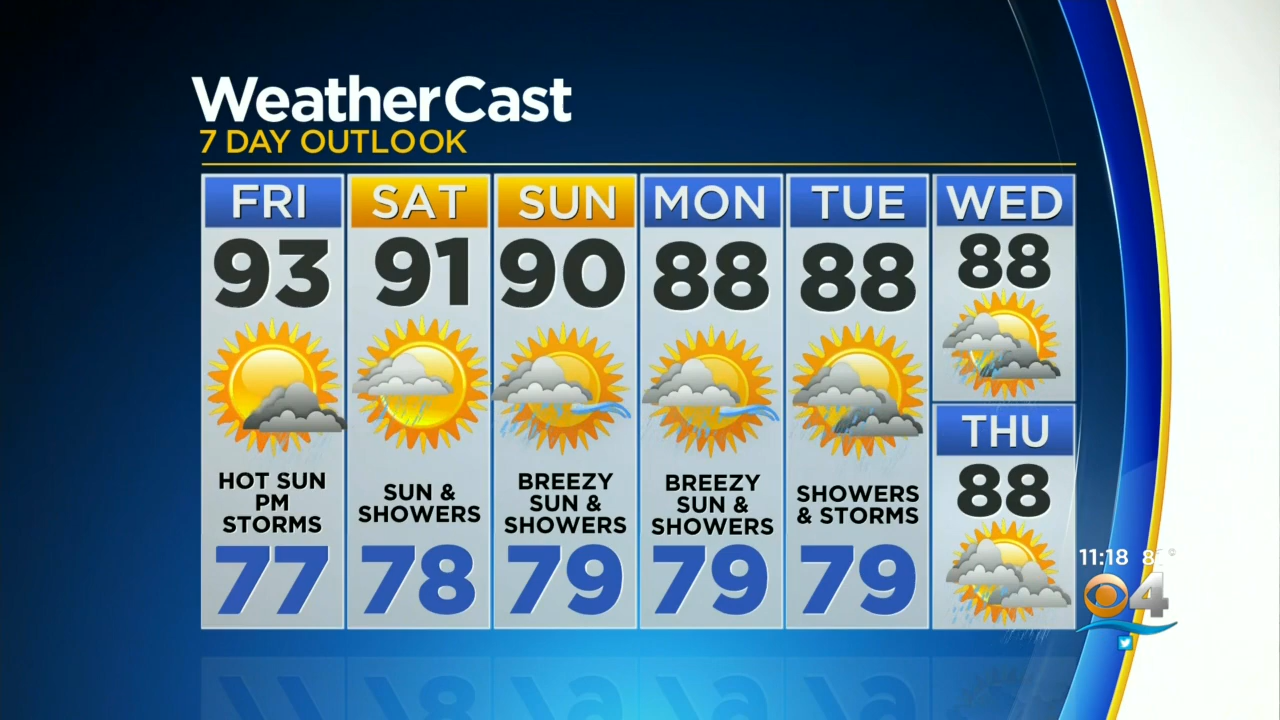 WeatherCast
7 DAY OUTLOOK
FRI
93
HOT SUN
PM
STORMS
77
SAT
91
SUN &
SHOWERS
78
SUN
90
BREEZY
SUN &
SHOWERS
79
MON
88
BREEZY
SUN &
SHOWERS
79
TUE
88
SHOWERS
& STORMS
79
WED
88
THU
88
11:18
4